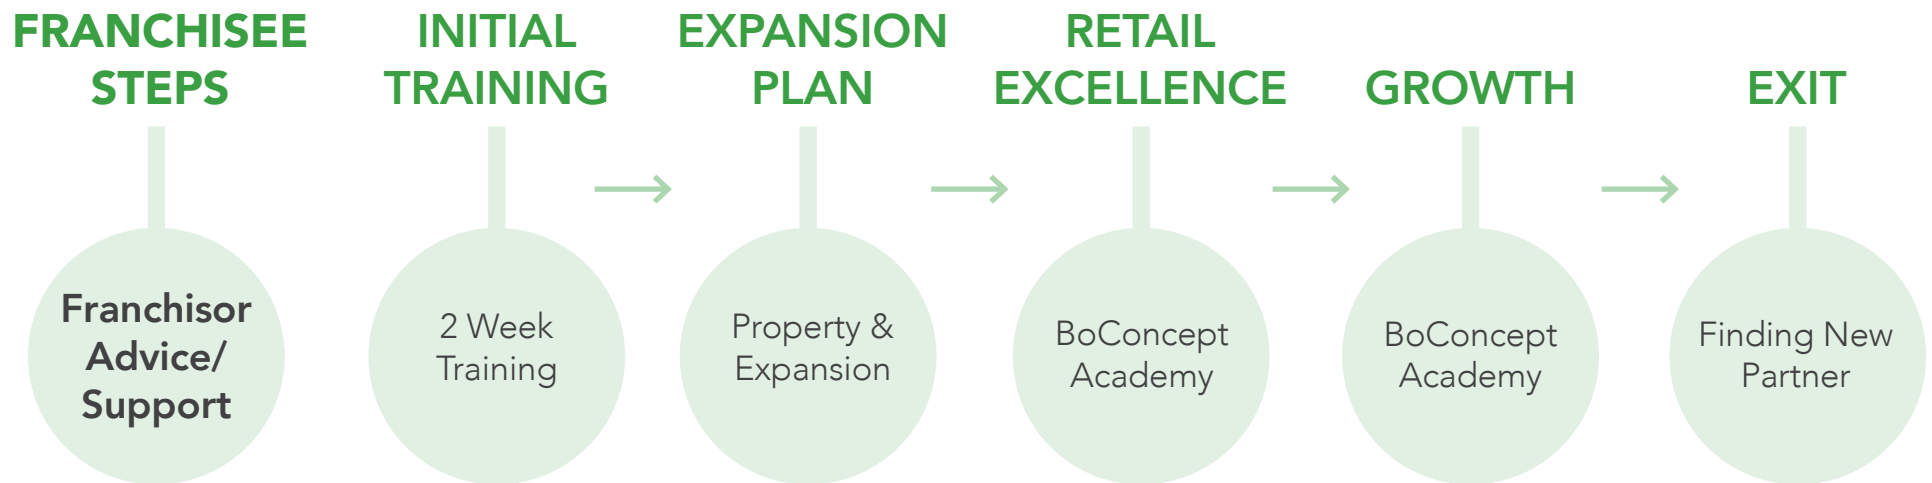 FRANCHISEE
STEPS
INITIAL
TRAINING
EXPANSION
PLAN
RETAIL
EXCELLENCE
GROWTH
EXIT
Franchisor
Advice/
Support
2 Week
Training
Property &
Expansion
BoConcept
Academy
BoConcept
Academy
Finding New
Partner